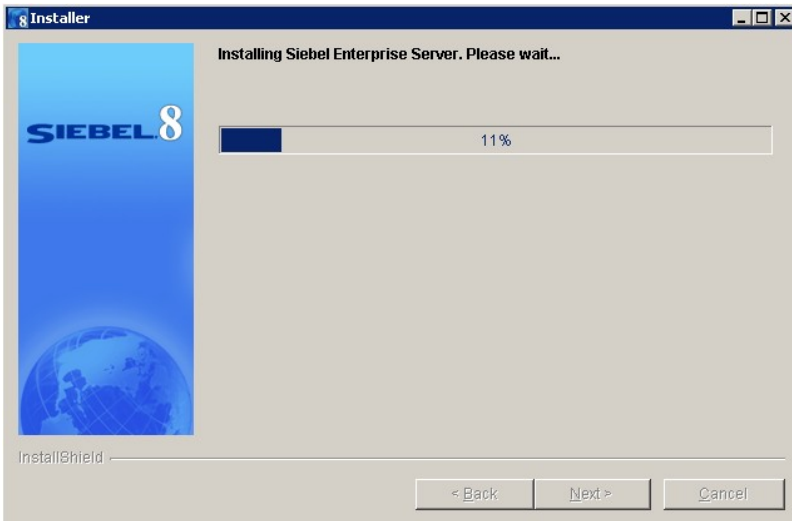 8 Installer
Installing Siebel Enterprise Server. Please wait...
SIEBEL.8
11%
InstallShield
< Back
Next >
Cancel